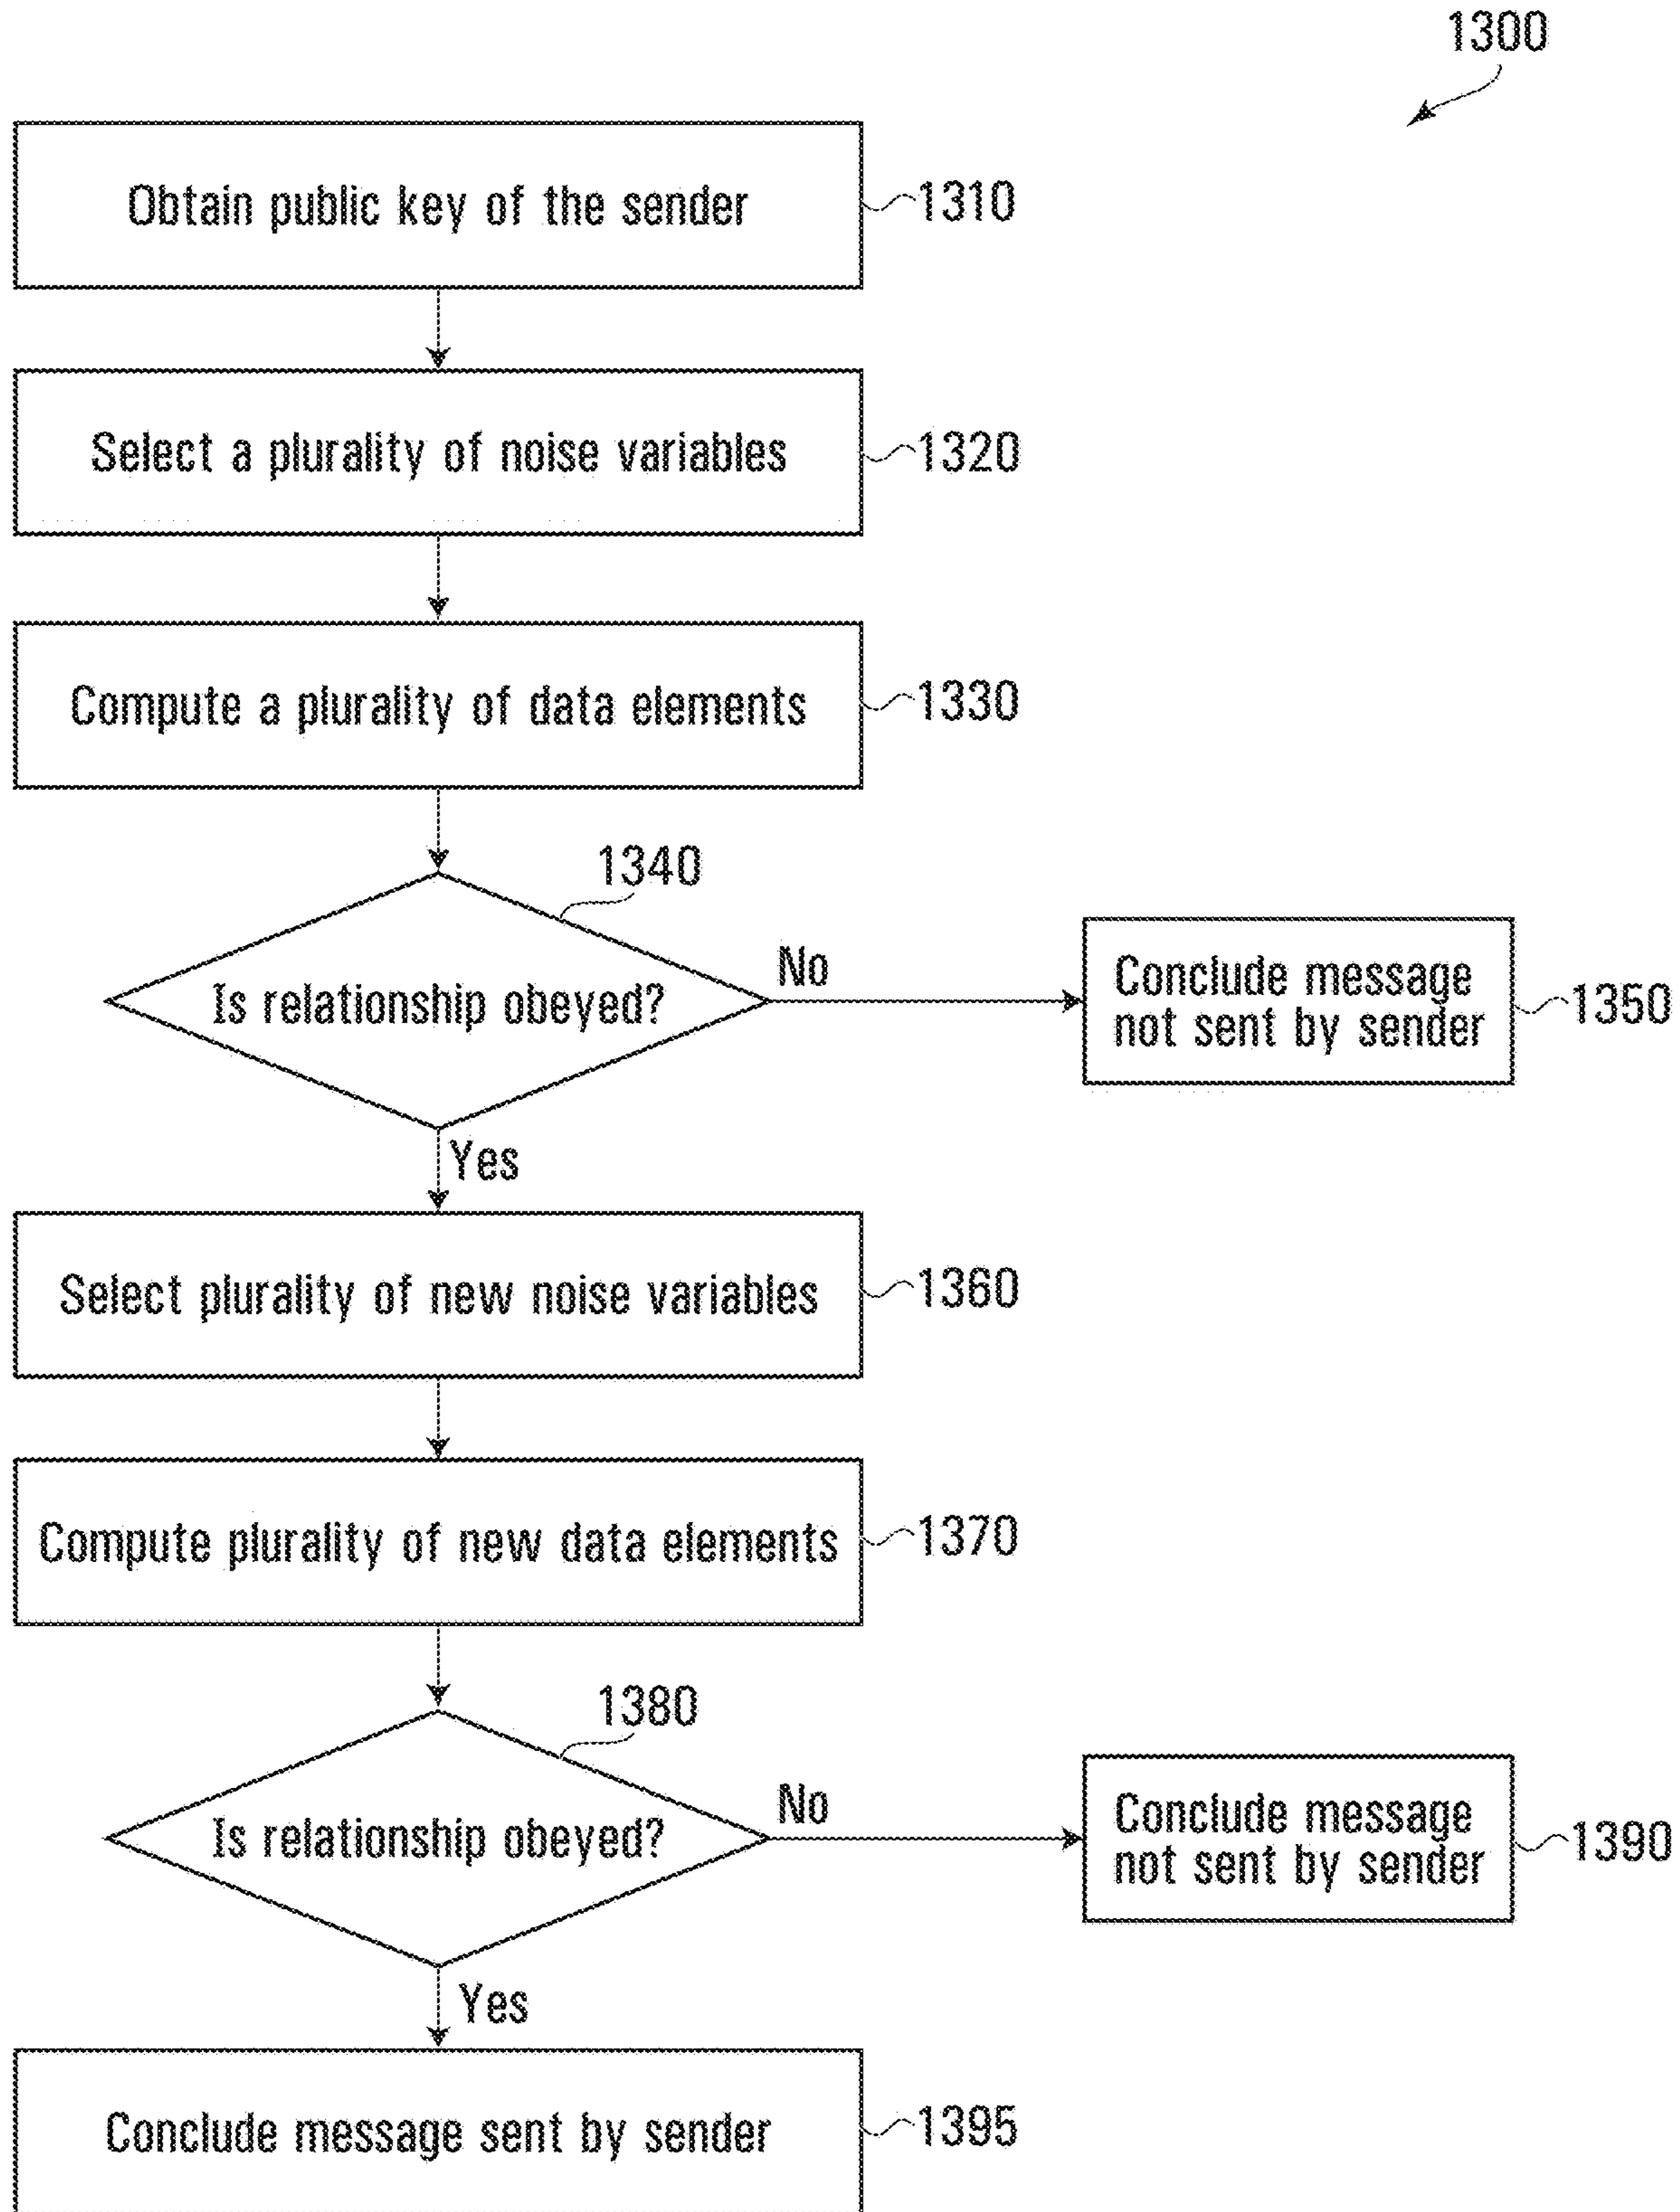 1300
Obtain public key of the sender
1310
Select a plurality of noise variables
1320
Compute a plurality of data elements
1330
1340
Is relationship obeyed?
No
Conclude message
not sent by sender
1350
Yes
Select plurality of new noise variables
1360
Compute plurality of new data elements
1370
1380
Is relationship obeyed?
No
Conclude message
not sent by sender
1390
Yes
Conclude message sent by sender
1395